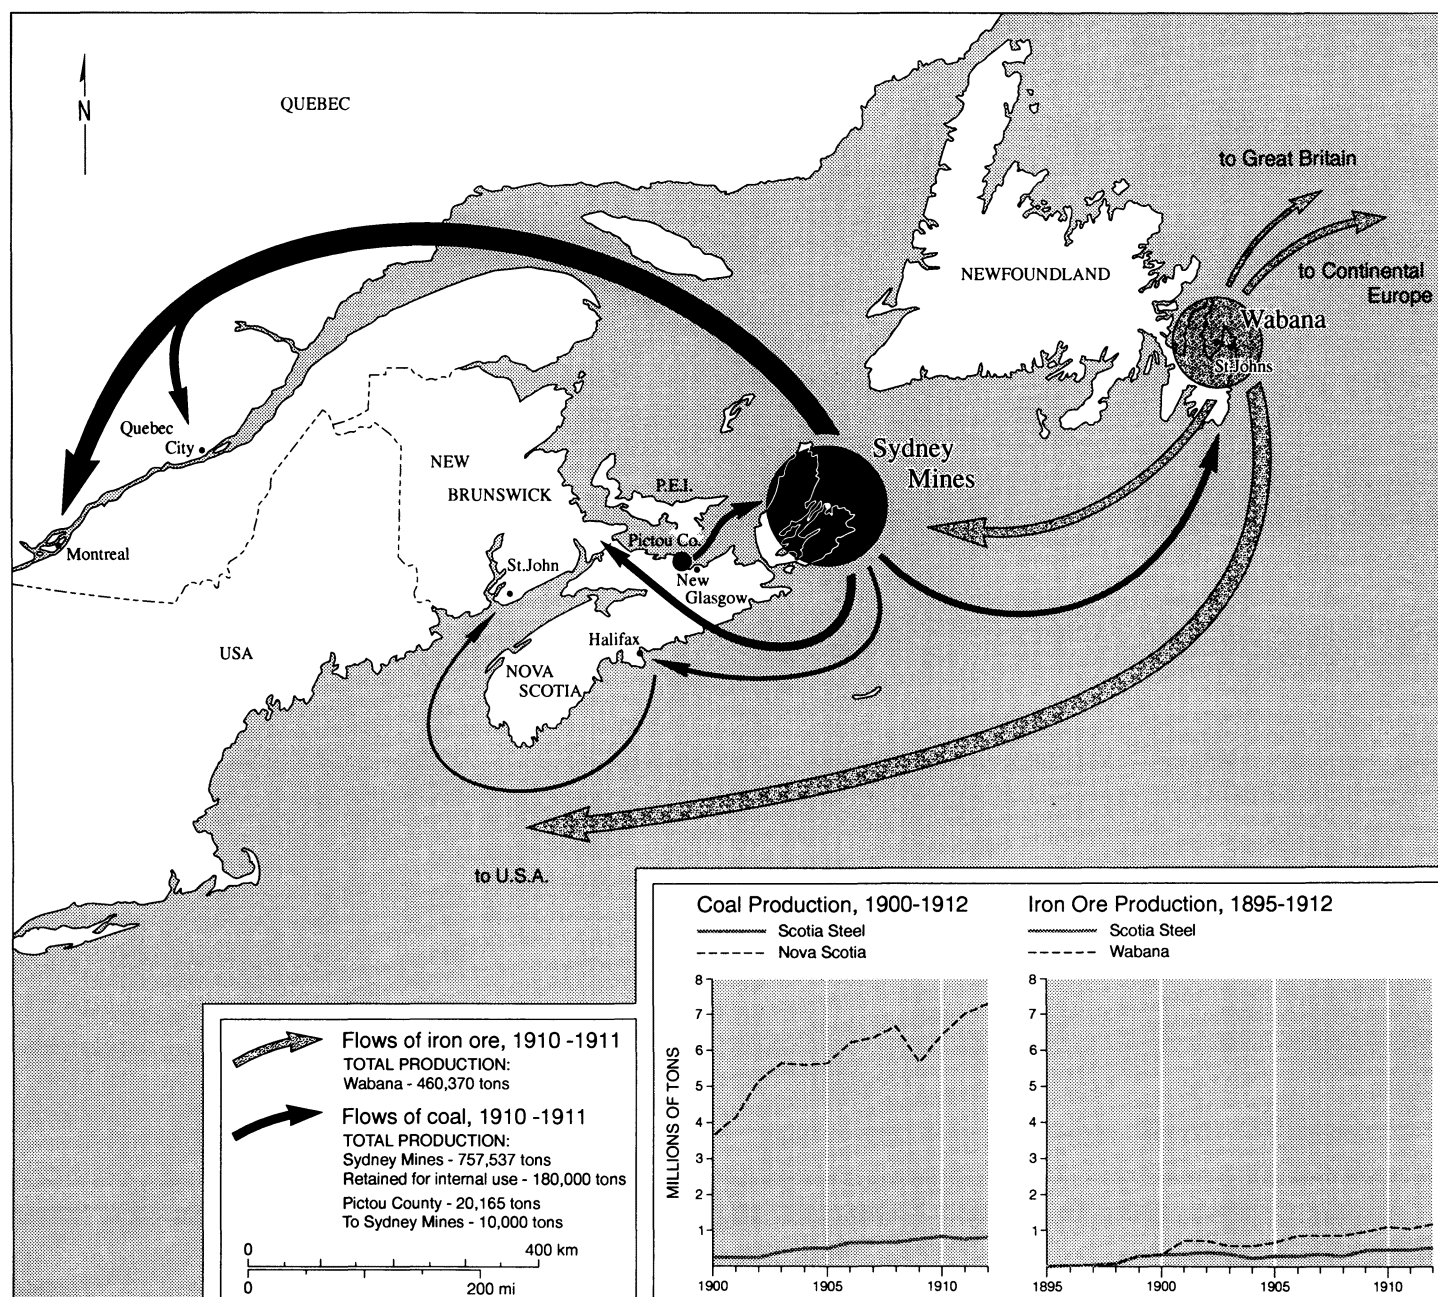 N
QUEBEC
to Great Britain
NEWFOUNDLAND
to Continental
Europe
Wabana
St.Johns
Quebec
City
Sydney
Mines
NEW
BRUNSWICK
P.E.I.
Pictou Co.
Montreal
St.John
New
Glasgow
Halifax
USA
NOVA
SCOTIA
to U.S.A.
Flows of iron ore, 1910 -1911
TOTAL PRODUCTION:
Wabana - 460,370 tons
Flows of coal, 1910 -1911
TOTAL PRODUCTION:
Sydney Mines - 757,537 tons
Retained for internal use - 180,000 tons
Pictou County - 20,165 tons
To Sydney Mines - 10,000 tons
0 400 km
0 200 mi
Coal Production, 1900-1912
Scotia Steel
Nova Scotia
MILLIONS OF TONS
8
7
6
5
4
3
2
1
1900 1905 1910
Iron Ore Production, 1895-1912
Scotia Steel
Wabana
8
7
6
5
4
3
2
1
1895 1900 1905 1910